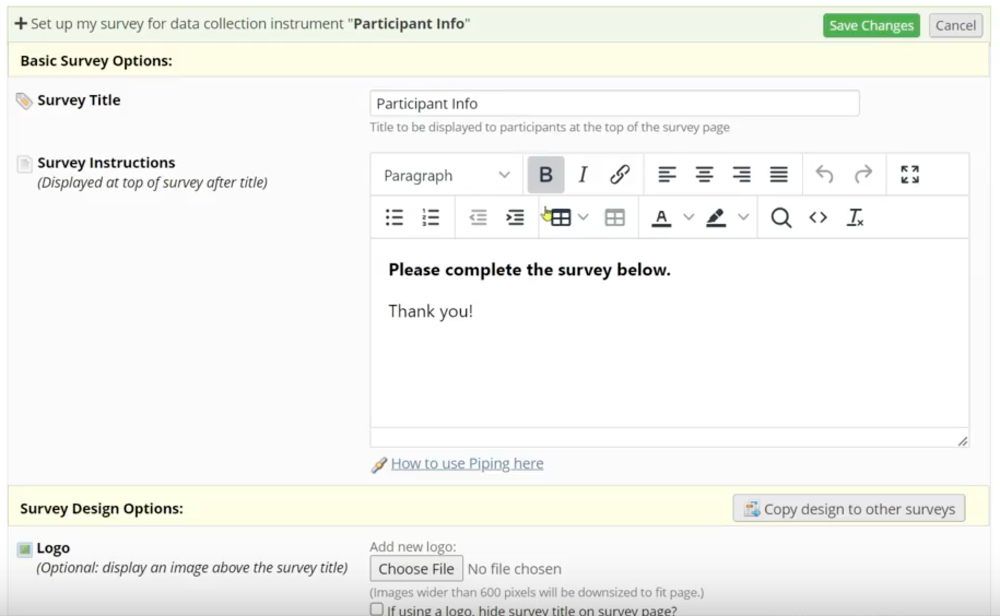 Set up my survey for data collection instrument "Participant Info"
Save Changes
Cancel
Basic Survey Options:
Survey Title
Participant Info
Title to be displayed to participants at the top of the survey page
Survey Instructions
(Displayed at top of survey after title)
Paragraph
B
I
A
Please complete the survey below.
Thank you!
How to use Piping here
Survey Design Options:
Copy design to other surveys
Logo
(Optional: display an image above the survey title)
Add new logo:
Choose File No file chosen
(Images wider than 600 pixels will be downsized to fit page.)
If using a logo, hide survey title on survey page?